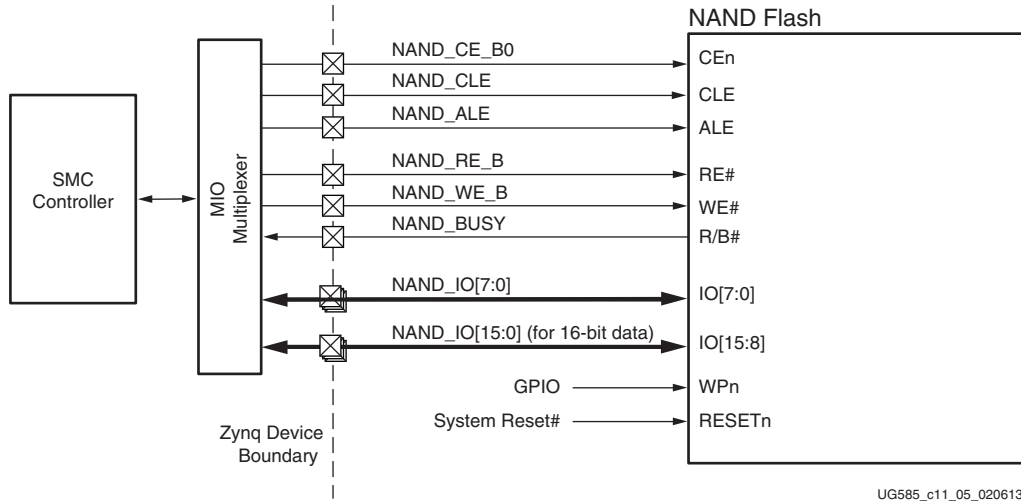 NAND Flash
NAND_CE_B0
CEn
NAND_CLE
CLE
NAND_ALE
ALE
NAND_RE_B
RE#
NAND_WE_B
WE#
NAND_BUSY
R/B#
SMC
Controller
MIO
Multiplexer
NAND_IO[7:0]
IO[7:0]
NAND_IO[15:0] (for 16-bit data)
IO[15:8]
GPIO
WPn
System Reset#
RESETn
Zynq Device
Boundary
UG585_c11_05_020613